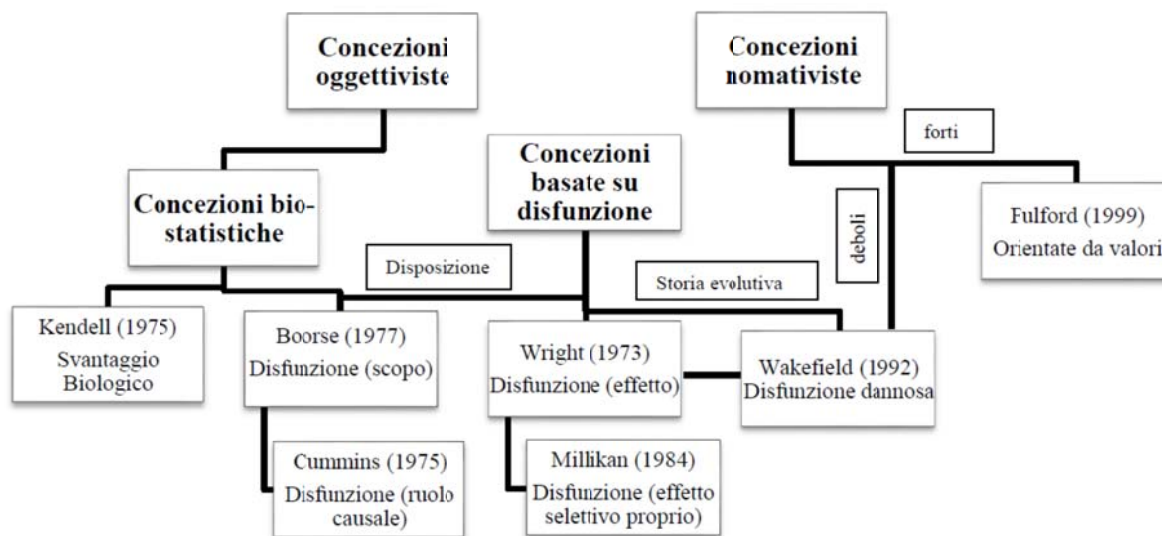 Concezioni
oggettiviste
Concezioni
nomativiste
forti
Concezioni
basate su
disfunzione
Concezioni bio-
statistiche
Fulford (1999)
Orientate da valori
deboli
Disposizione
Storia evolutiva
Kendell (1975)
Svantaggio
Biologico
Boorse (1977)
Disfunzione (scopo)
Wright (1973)
Disfunzione (effetto)
Wakefield (1992)
Disfunzione dannosa
Cummins (1975)
Disfunzione (ruolo
causale)
Millikan (1984)
Disfunzione (effetto
selettivo proprio)